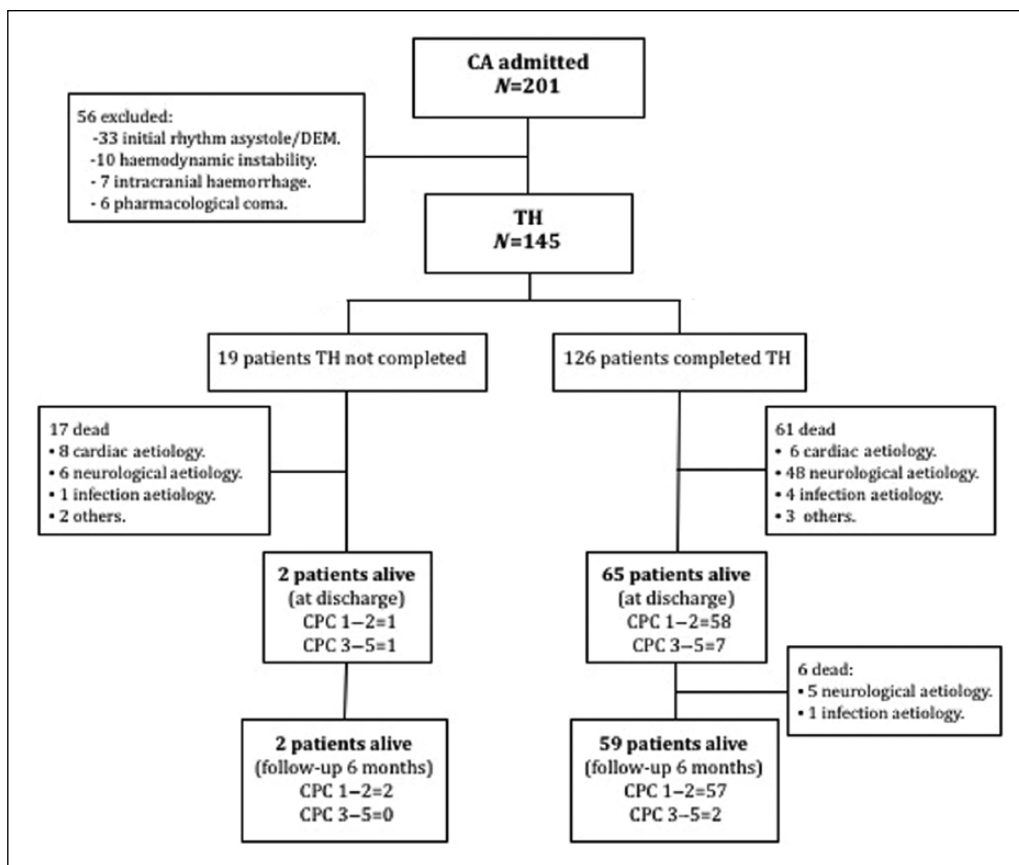 CA admitted
N=201
56 excluded:
-33 initial rhythm asystole/DEM.
-10 haemodynamic instability.
- 7 intracranial haemorrhage.
- 6 pharmacological coma.
TH
N=145
19 patients TH not completed
126 patients completed TH
17 dead
• 8 cardiac aetiology.
• 6 neurological aetiology.
• 1 infection aetiology.
• 2 others.
61 dead
• 6 cardiac aetiology.
• 48 neurological aetiology.
• 4 infection aetiology.
• 3 others.
2 patients alive
(at discharge)
CPC 1–2=1
CPC 3–5=1
65 patients alive
(at discharge)
CPC 1–2=58
CPC 3–5=7
6 dead:
• 5 neurological aetiology.
• 1 infection aetiology.
2 patients alive
(follow-up 6 months)
CPC 1–2=2
CPC 3–5=0
59 patients alive
(follow-up 6 months)
CPC 1–2=57
CPC 3–5=2